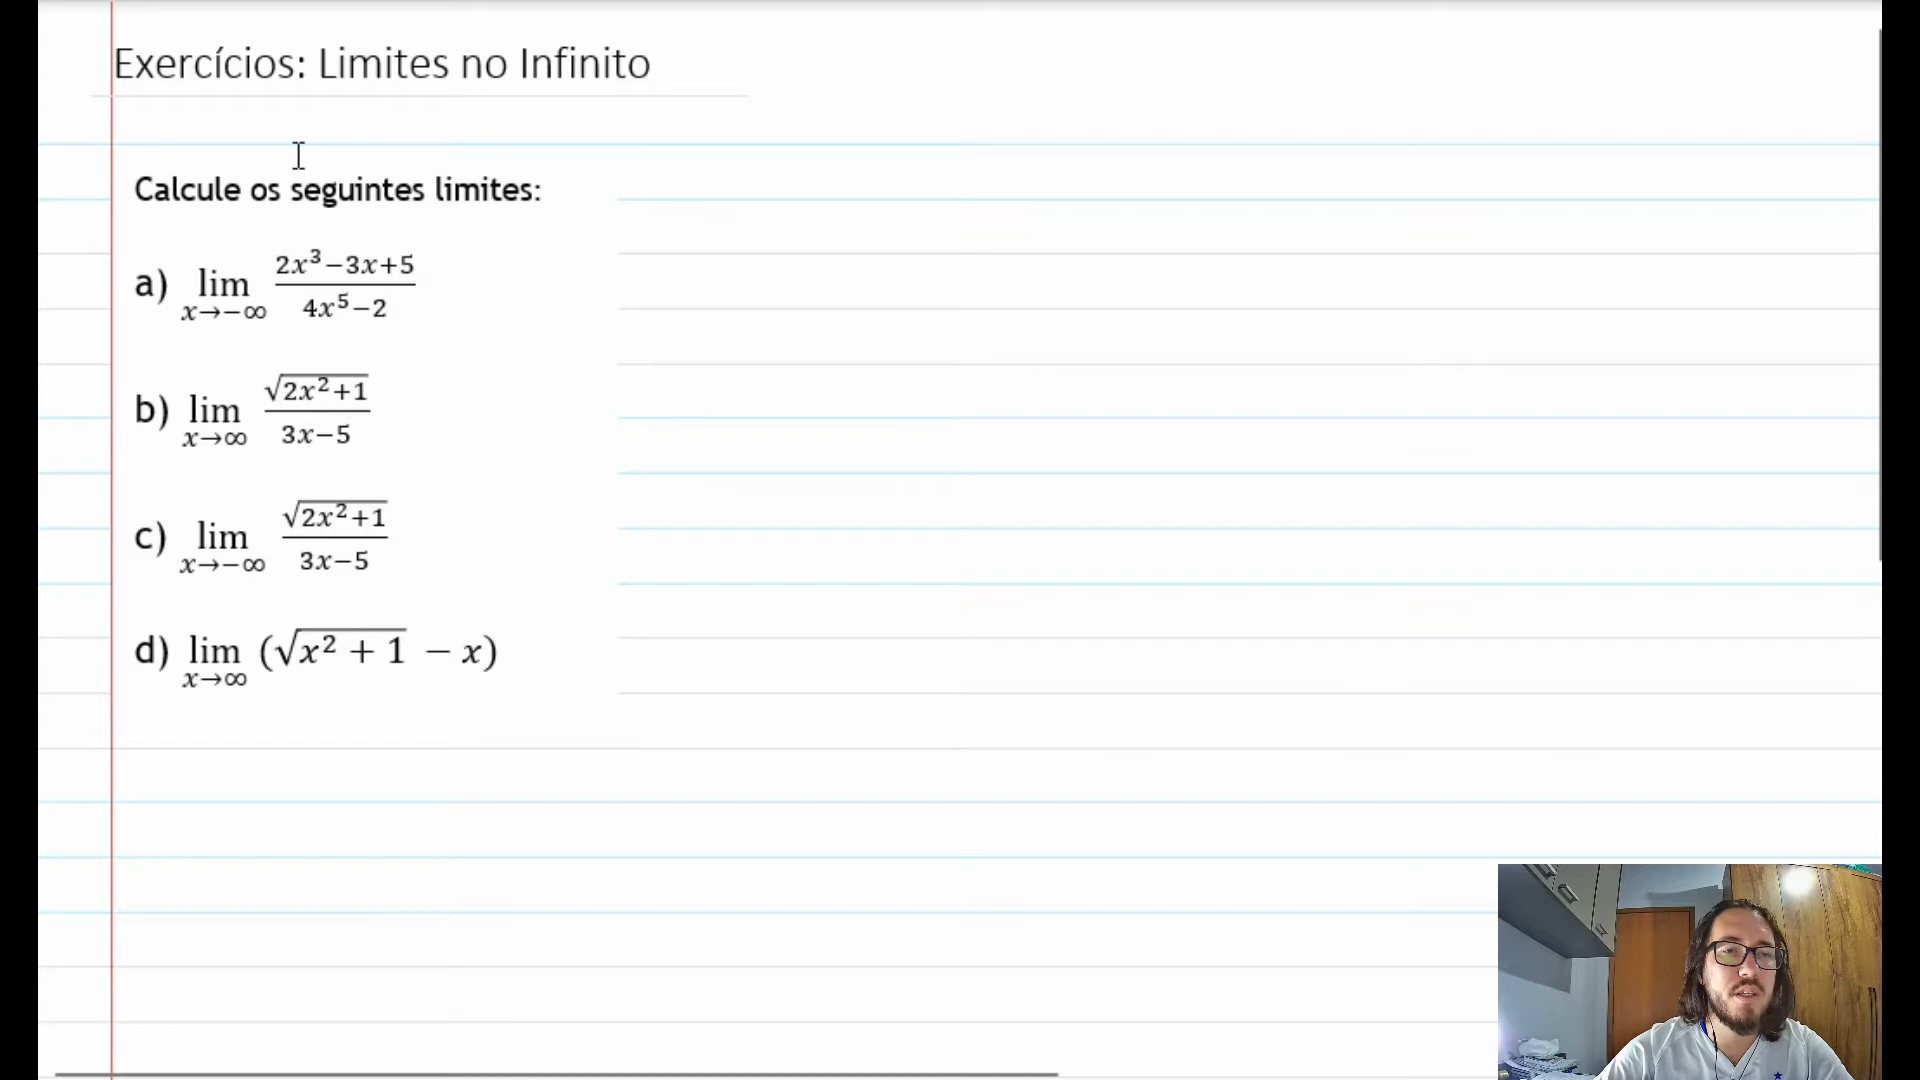 Exercícios: Limites no Infinito
Calcule os seguintes limites:
a) lim x→−∞ (2x³−3x+5)/(4x⁵−2)
b) lim x→∞ √(2x²+1)/(3x−5)
c) lim x→−∞ √(2x²+1)/(3x−5)
d) lim x→∞ (√(x² + 1) − x)